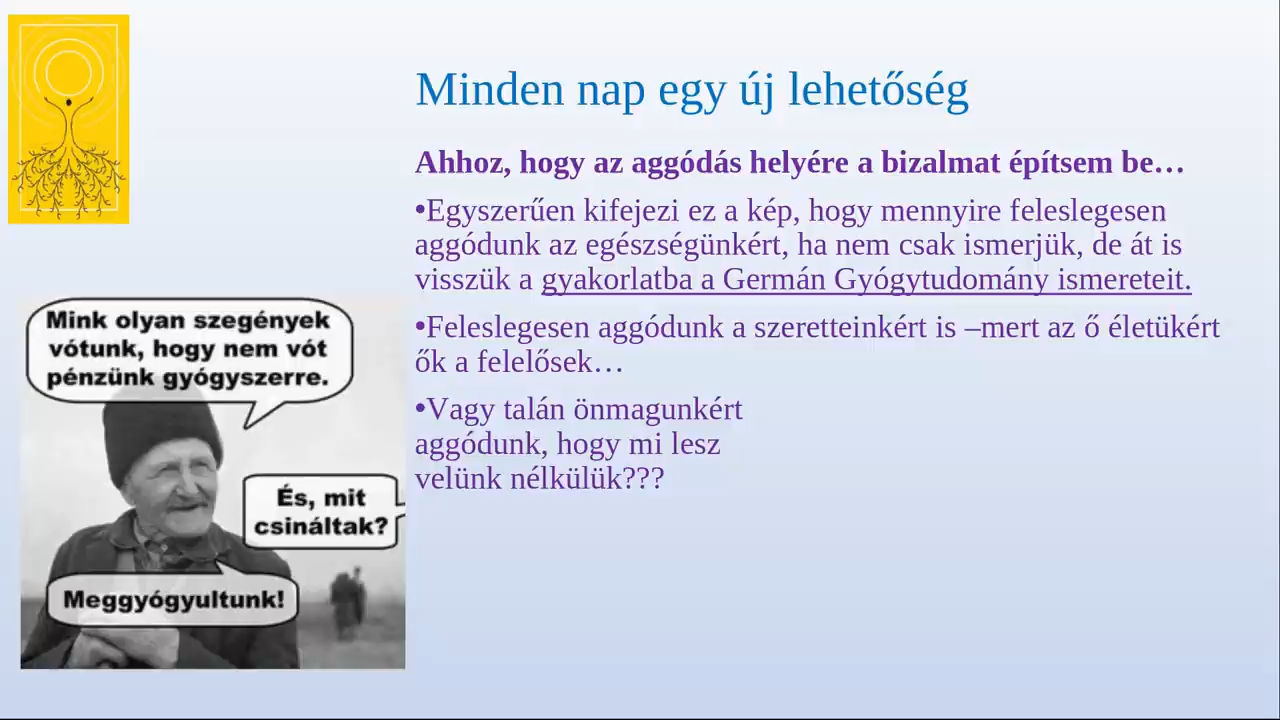 Minden nap egy új lehetőség
Ahhoz, hogy az aggódás helyére a bizalmat építsem be…
•Egyszerűen kifejezi ez a kép, hogy mennyire feleslegesen
aggódunk az egészségünkért, ha nem csak ismerjük, de át is
visszük a gyakorlatba a Germán Gyógytudomány ismereteit.
•Feleslegesen aggódunk a szeretteinkért is –mert az ő életükért
ők a felelősek…
•Vagy talán önmagunkért
aggódunk, hogy mi lesz
velünk nélkülük???
Mink olyan szegények
vótunk, hogy nem vót
pénzünk gyógyszerre.
És, mit
csináltak?
Meggyógyultunk!